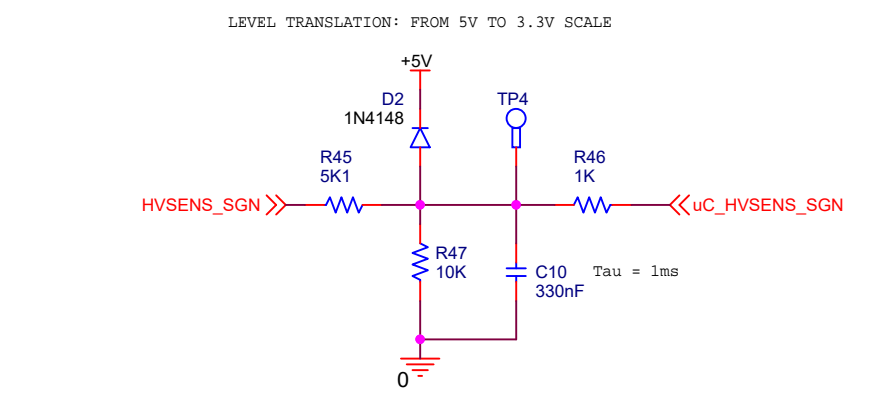 LEVEL TRANSLATION: FROM 5V TO 3.3V SCALE
+5V
D2
1N4148
TP4
R45
5K1
R46
1K
HVSENS_SGN
uC_HVSENS_SGN
R47
10K
C10
330nF
Tau = 1ms
0